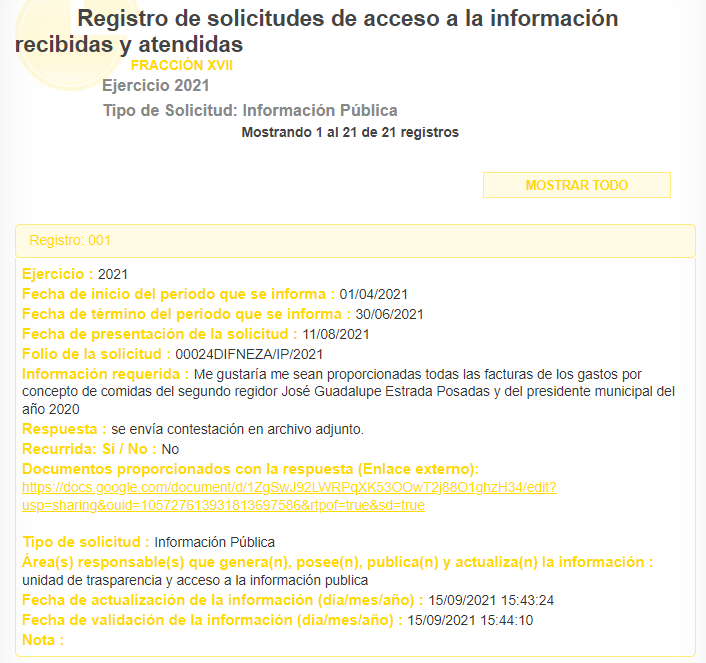 Registro de solicitudes de acceso a la información
recibidas y atendidas
FRACCIÓN XVII
Ejercicio 2021
Tipo de Solicitud: Información Pública
Mostrando 1 al 21 de 21 registros
MOSTRAR TODO
Registro: 001
Ejercicio : 2021
Fecha de inicio del periodo que se informa : 01/04/2021
Fecha de término del periodo que se informa : 30/06/2021
Fecha de presentación de la solicitud : 11/08/2021
Folio de la solicitud : 00024DIFNEZA/IP/2021
Información requerida : Me gustaría me sean proporcionadas todas las facturas de los gastos por
concepto de comidas del segundo regidor José Guadalupe Estrada Posadas y del presidente municipal del
año 2020
Respuesta : se envía contestación en archivo adjunto.
Recurrida: Si / No : No
Documentos proporcionados con la respuesta (Enlace externo):
https://docs.google.com/document/d/1ZgSwJ92LWRPqXK53OOwT2j88O1ghzH34/edit?
usp=sharing&ouid=105727613931813697586&rtpof=true&sd=true
Tipo de solicitud : Información Pública
Área(s) responsable(s) que genera(n), posee(n), publica(n) y actualiza(n) la información :
unidad de trasparencia y acceso a la información publica
Fecha de actualización de la información (día/mes/año) : 15/09/2021 15:43:24
Fecha de validación de la información (día/mes/año) : 15/09/2021 15:44:10
Nota :